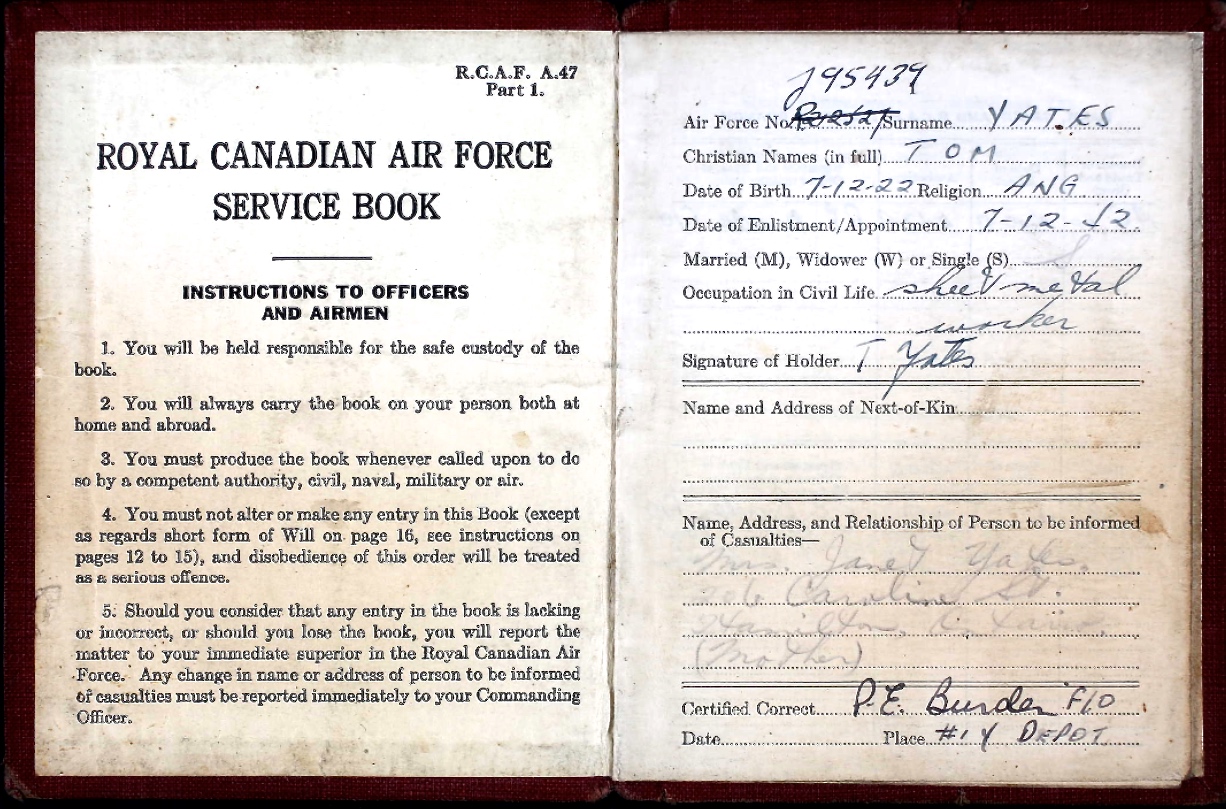 R.C.A.F. A.47
Part 1.
ROYAL CANADIAN AIR FORCE
SERVICE BOOK
INSTRUCTIONS TO OFFICERS
AND AIRMEN
1. You will be held responsible for the safe custody of the
book.
2. You will always carry the book on your person both at
home and abroad.
3. You must produce the book whenever called upon to do
so by a competent authority, civil, naval, military or air.
4. You must not alter or make any entry in this Book (except
as regards short form of Will on page 16, see instructions on
pages 12 to 15), and disobedience of this order will be treated
as a serious offence.
5. Should you consider that any entry in the book is lacking
or incorrect, or should you lose the book, you will report the
matter to your immediate superior in the Royal Canadian Air
Force. Any change in name or address of person to be informed
of casualties must be reported immediately to your Commanding
Officer.
J95439
Air Force No. Surname YATES
Christian Names (in full) TOM
Date of Birth 7-12-22 Religion ANG
Date of Enlistment/Appointment 7-12-42
Married (M), Widower (W) or Single (S) S
Occupation in Civil Life sheet metal
worker
Signature of Holder T Yates
Name and Address of Next-of-Kin
Name, Address, and Relationship of Person to be informed
of Casualties—
Mrs. Janet Yates,
Caroline St.
Hamilton,
(Mother)
Certified Correct P.E. Burden F/O
Date Place #1 Y DEPOT